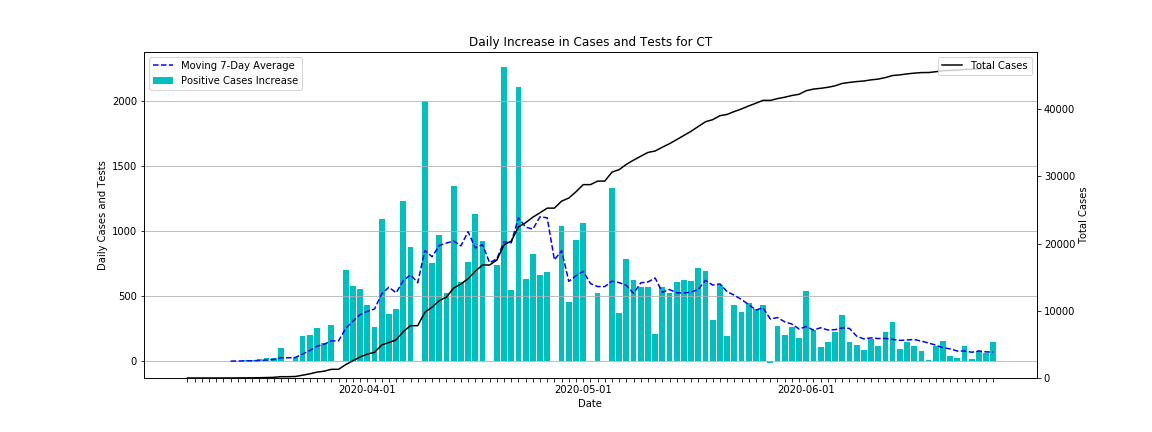 Daily Increase in Cases and Tests for CT
Moving 7-Day Average
Positive Cases Increase
Total Cases
2000
1500
1000
500
0
40000
30000
20000
10000
0
Daily Cases and Tests
Total Cases
2020-04-01
2020-05-01
2020-06-01
Date